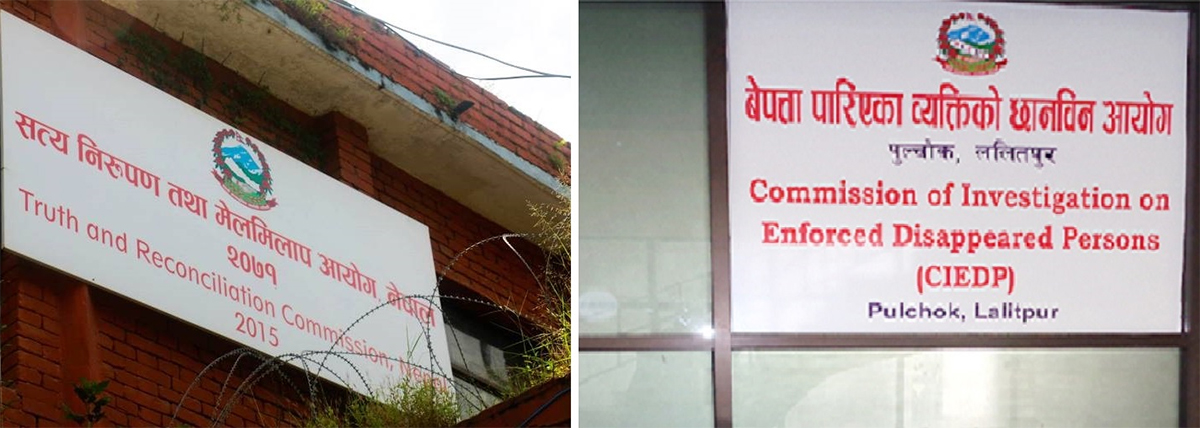 सत्य निरुपण तथा मेलमिलाप आयोग, नेपाल
२०७१
Truth and Reconciliation Commission, Nepal
2015
बेपत्ता पारिएका व्यक्तिको छानविन आयोग
पुल्चोक, ललितपुर
Commission of Investigation on
Enforced Disappeared Persons
(CIEDP)
Pulchok, Lalitpur